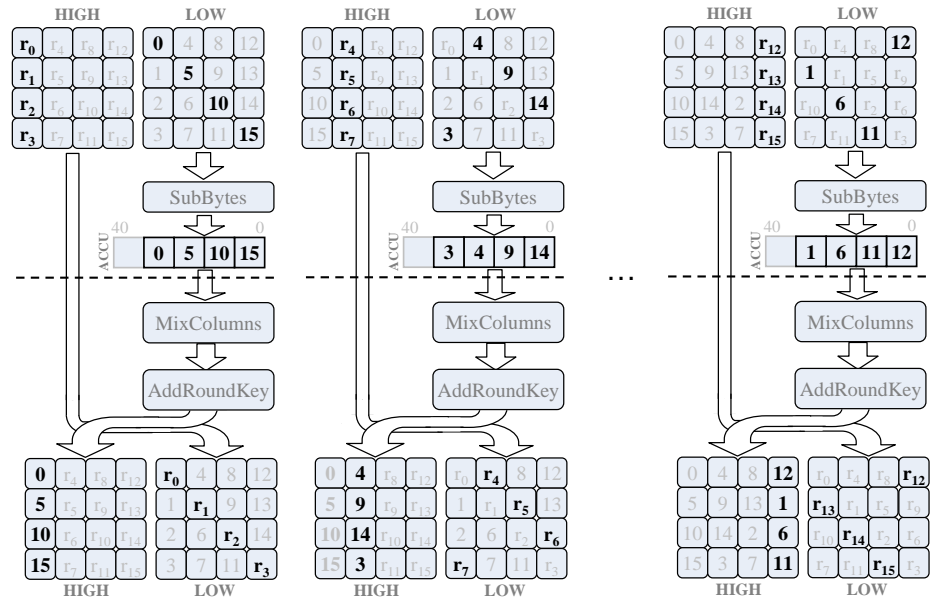 HIGH LOW HIGH LOW HIGH LOW
r0 r4 r8 r12 0 4 8 12 0 r4 r8 r12 r0 4 8 12 0 4 8 r12 r0 r4 r8 12
r1 r5 r9 r13 1 5 9 13 5 r5 r9 r13 1 r1 9 13 5 9 13 r13 1 r1 r5 r9
r2 r6 r10 r14 2 6 10 14 10 r6 r10 r14 2 6 r2 14 10 14 2 r14 r10 6 r2 r6
r3 r7 r11 r15 3 7 11 15 15 r7 r11 r15 3 7 11 r3 15 3 7 r15 r7 r11 11 r3
SubBytes SubBytes SubBytes
40 0 40 0 40 0
ACCU 0 5 10 15 ACCU 3 4 9 14 ACCU 1 6 11 12
...
MixColumns MixColumns MixColumns
AddRoundKey AddRoundKey AddRoundKey
0 r4 r8 r12 r0 4 8 12 0 4 r8 r12 r0 r4 8 12 0 4 8 12 r0 r4 r8 r12
5 r5 r9 r13 1 r1 9 13 5 9 r9 r13 1 r1 r5 13 5 9 13 1 r13 r1 r5 r9
10 r6 r10 r14 2 6 r2 14 10 14 r10 r14 2 6 r2 r6 10 14 2 6 r10 r14 r2 r6
15 r7 r11 r15 3 7 11 r3 15 3 r11 r15 r7 7 11 r3 15 3 7 11 r7 r11 r15 r3
HIGH LOW HIGH LOW HIGH LOW